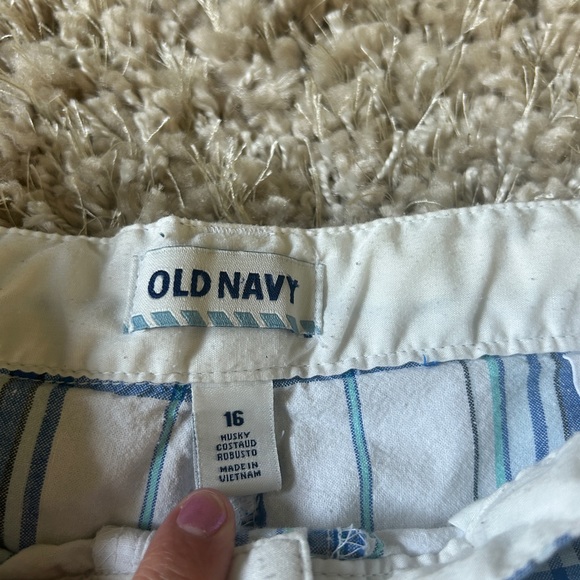 OLD NAVY
16
HUSKY
COSTAUD
ROBUSTO
MADE IN
VIETNAM